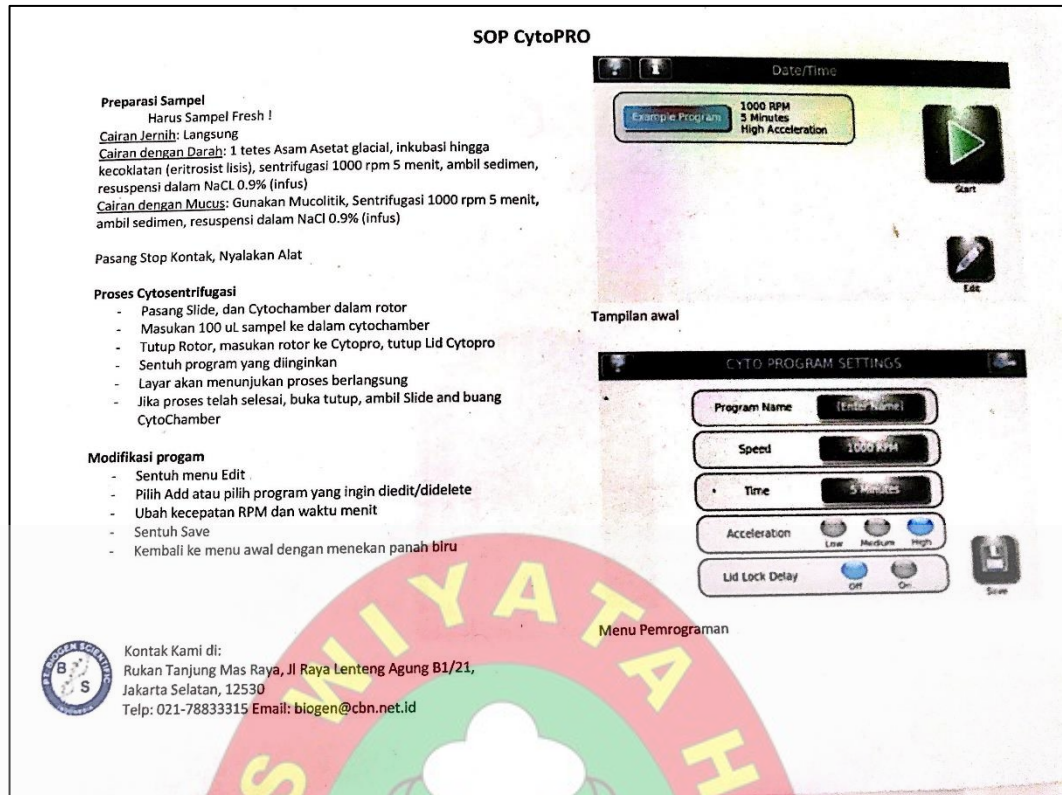 SOP CytoPRO
Preparasi Sampel
Harus Sampel Fresh !
Cairan Jernih: Langsung
Cairan dengan Darah: 1 tetes Asam Asetat glacial, inkubasi hingga
kecoklatan (eritrosist lisis), sentrifugasi 1000 rpm 5 menit, ambil sedimen,
resuspensi dalam NaCL 0.9% (infus)
Cairan dengan Mucus: Gunakan Mucolitik, Sentrifugasi 1000 rpm 5 menit,
ambil sedimen, resuspensi dalam NaCl 0.9% (infus)
Pasang Stop Kontak, Nyalakan Alat
Proses Cytosentrifugasi
- Pasang Slide, dan Cytochamber dalam rotor
- Masukan 100 uL sampel ke dalam cytochamber
- Tutup Rotor, masukan rotor ke Cytopro, tutup Lid Cytopro
- Sentuh program yang diinginkan
- Layar akan menunjukan proses berlangsung
- Jika proses telah selesai, buka tutup, ambil Slide and buang
CytoChamber
Modifikasi progam
- Sentuh menu Edit
- Pilih Add atau pilih program yang ingin diedit/didelete
- Ubah kecepatan RPM dan waktu menit
- Sentuh Save
- Kembali ke menu awal dengan menekan panah biru
Date/Time
Example Program
1000 RPM
5 Minutes
High Acceleration
Start
Edit
Tampilan awal
CYTO PROGRAM SETTINGS
Program Name
(Enter Name)
Speed
1000 RPM
Time
5 Minutes
Acceleration
Low Medium High
Lid Lock Delay
Off On
Save
Menu Pemrograman
PT. BIOGEN SCIENTIFIC
B S
INDONESIA
Kontak Kami di:
Rukan Tanjung Mas Raya, Jl Raya Lenteng Agung B1/21,
Jakarta Selatan, 12530
Telp: 021-78833315 Email: biogen@cbn.net.id
S WIYATA H